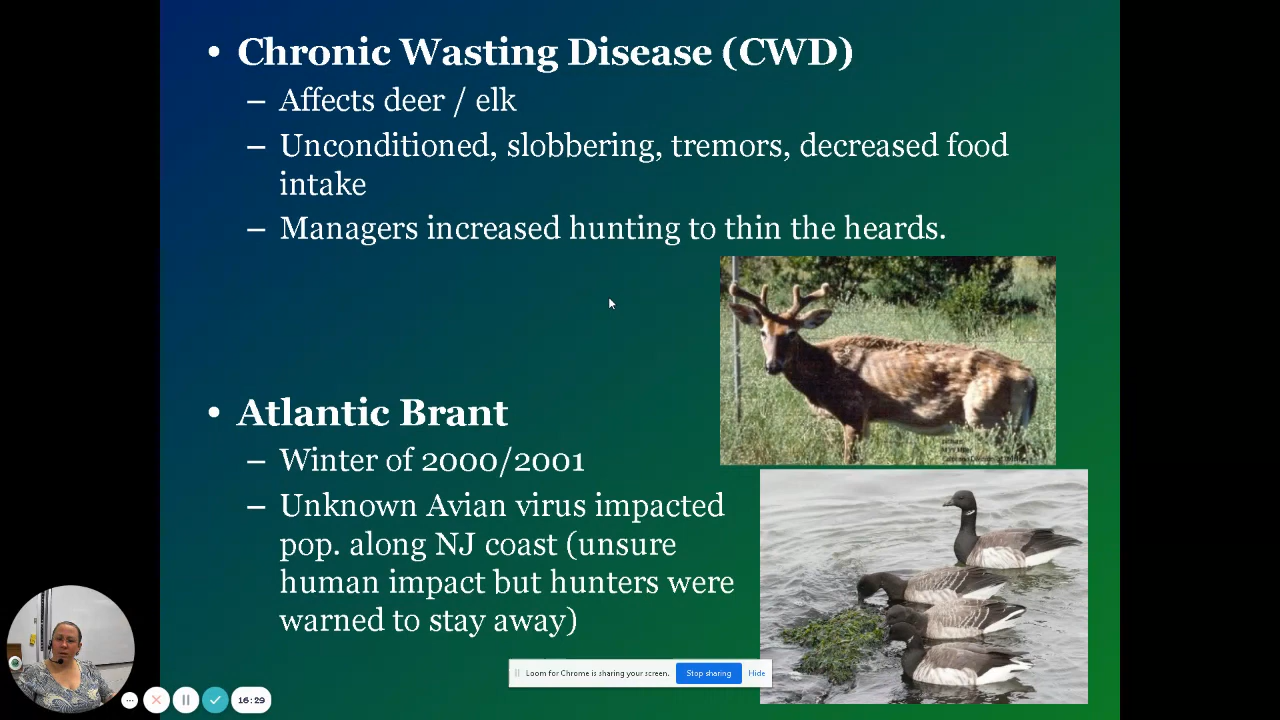 • Chronic Wasting Disease (CWD)
– Affects deer / elk
– Unconditioned, slobbering, tremors, decreased food
intake
– Managers increased hunting to thin the heards.
• Atlantic Brant
– Winter of 2000/2001
– Unknown Avian virus impacted
pop. along NJ coast (unsure
human impact but hunters were
warned to stay away)
Loom for Chrome is sharing your screen. Stop sharing Hide
16:29